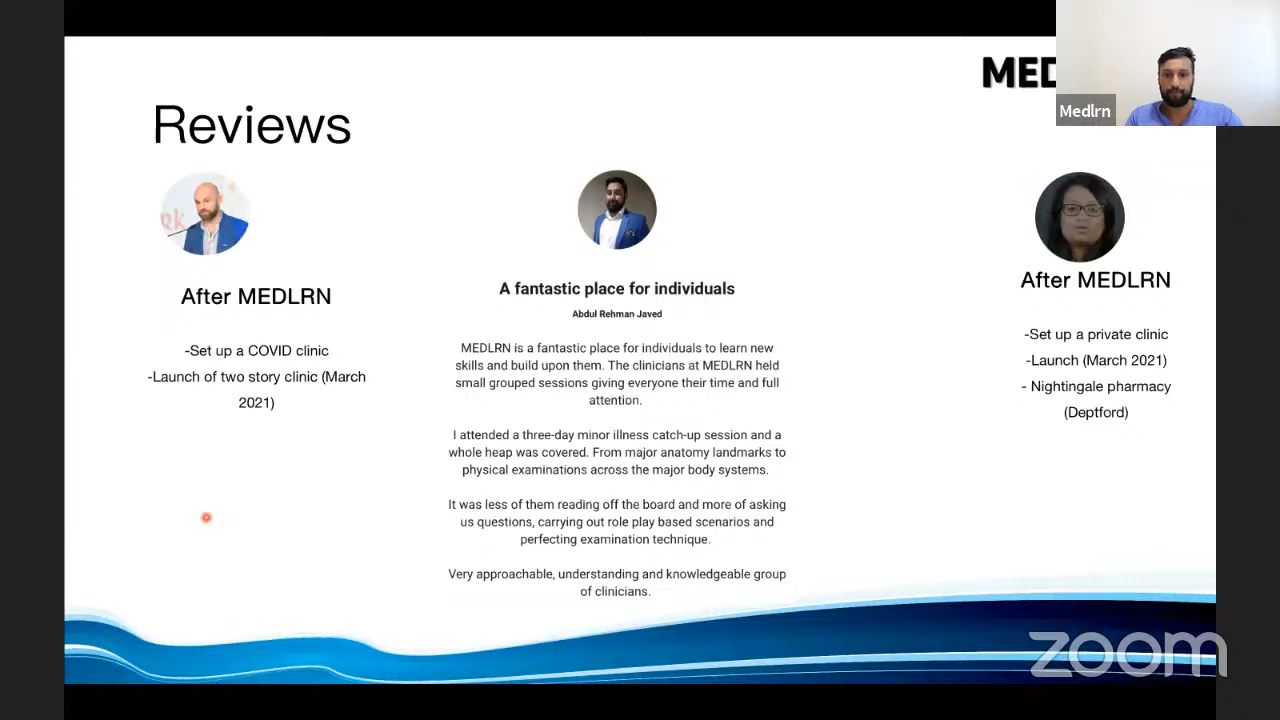 MED
Medlrn
Reviews
After MEDLRN
-Set up a COVID clinic
-Launch of two story clinic (March
2021)
A fantastic place for individuals
Abdul Rehman Javed
MEDLRN is a fantastic place for individuals to learn new
skills and build upon them. The clinicians at MEDLRN held
small grouped sessions giving everyone their time and full
attention.
I attended a three-day minor illness catch-up session and a
whole heap was covered. From major anatomy landmarks to
physical examinations across the major body systems.
It was less of them reading off the board and more of asking
us questions, carrying out role play based scenarios and
perfecting examination technique.
Very approachable, understanding and knowledgeable group
of clinicians.
After MEDLRN
-Set up a private clinic
-Launch (March 2021)
- Nightingale pharmacy
(Deptford)
zoom